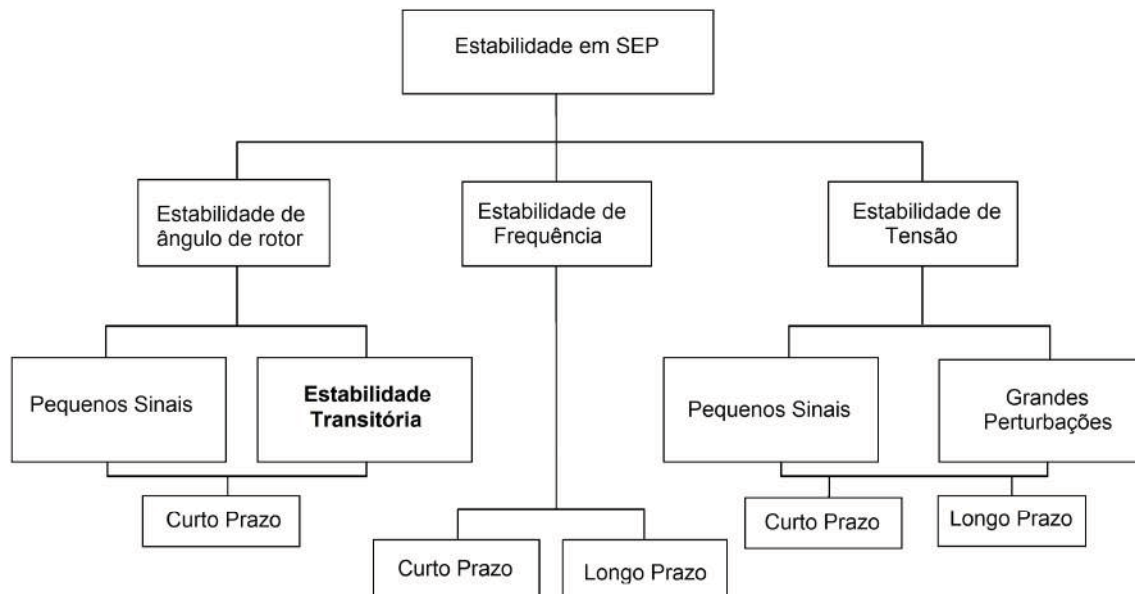 Estabilidade em SEP
Estabilidade de
ângulo de rotor
Estabilidade de
Frequência
Estabilidade de
Tensão
Pequenos Sinais
Estabilidade
Transitória
Pequenos Sinais
Grandes
Perturbações
Curto Prazo
Curto Prazo
Longo Prazo
Curto Prazo
Longo Prazo